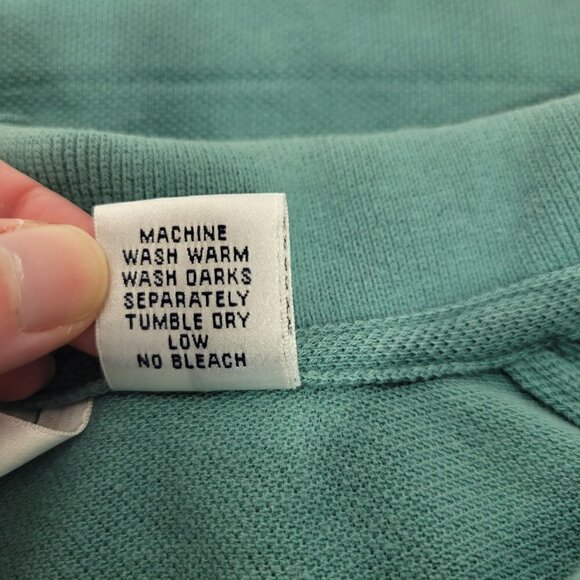 MACHINE
WASH WARM
WASH DARKS
SEPARATELY
TUMBLE DRY
LOW
NO BLEACH